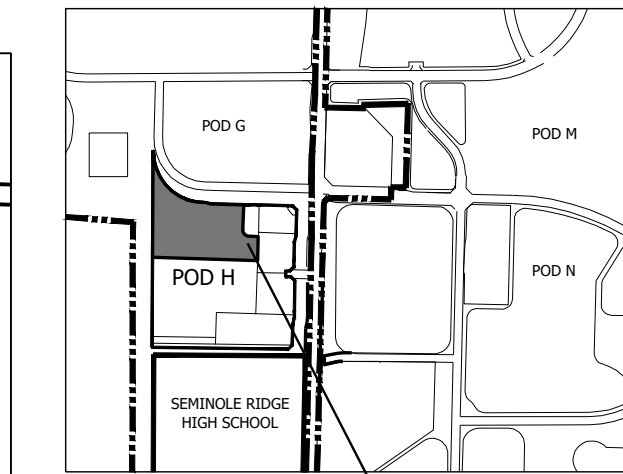 POD G
POD M
POD H
POD N
SEMINOLE RIDGE
HIGH SCHOOL